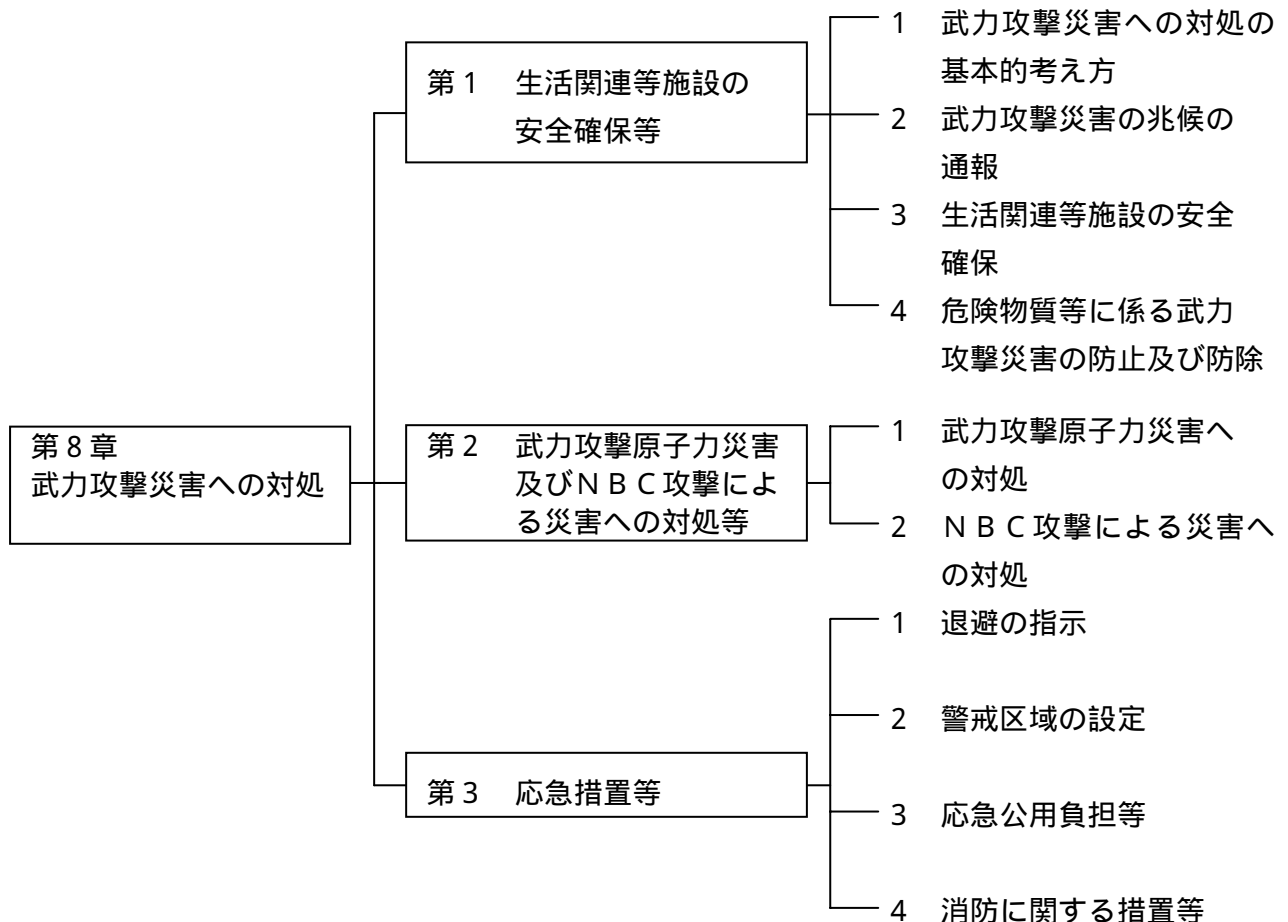 第8章
武力攻撃災害への対処
第1 生活関連等施設の
安全確保等
1 武力攻撃災害への対処の
基本的考え方
2 武力攻撃災害の兆候の
通報
3 生活関連等施設の安全
確保
4 危険物質等に係る武力
攻撃災害の防止及び防除
第2 武力攻撃原子力災害
及びNBC攻撃によ
る災害への対処等
1 武力攻撃原子力災害へ
の対処
2 NBC攻撃による災害へ
の対処
第3 応急措置等
1 退避の指示
2 警戒区域の設定
3 応急公用負担等
4 消防に関する措置等